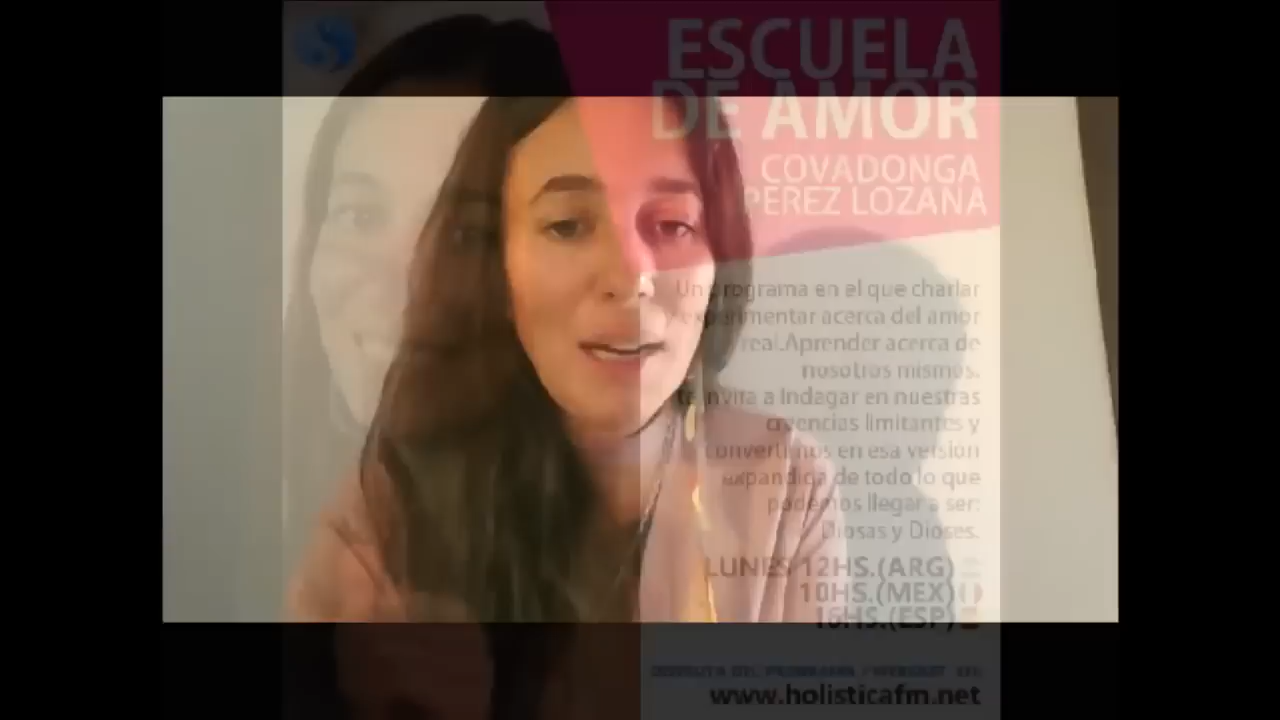 ESCUELA
DE AMOR
COVADONGA
PÉREZ LOZANA
Un programa en el que charlar
experimentar acerca del amor
real.Aprender acerca de
nosotros mismos.
te invita a indagar en nuestras
creencias limitantes y
convertirnos en esa versión
expandida de todo lo que
podemos llegar a ser:
Diosas y Dioses.
LUNES 12HS.(ARG)
10HS.(MEX)
16HS.(ESP)
www.holisticafm.net